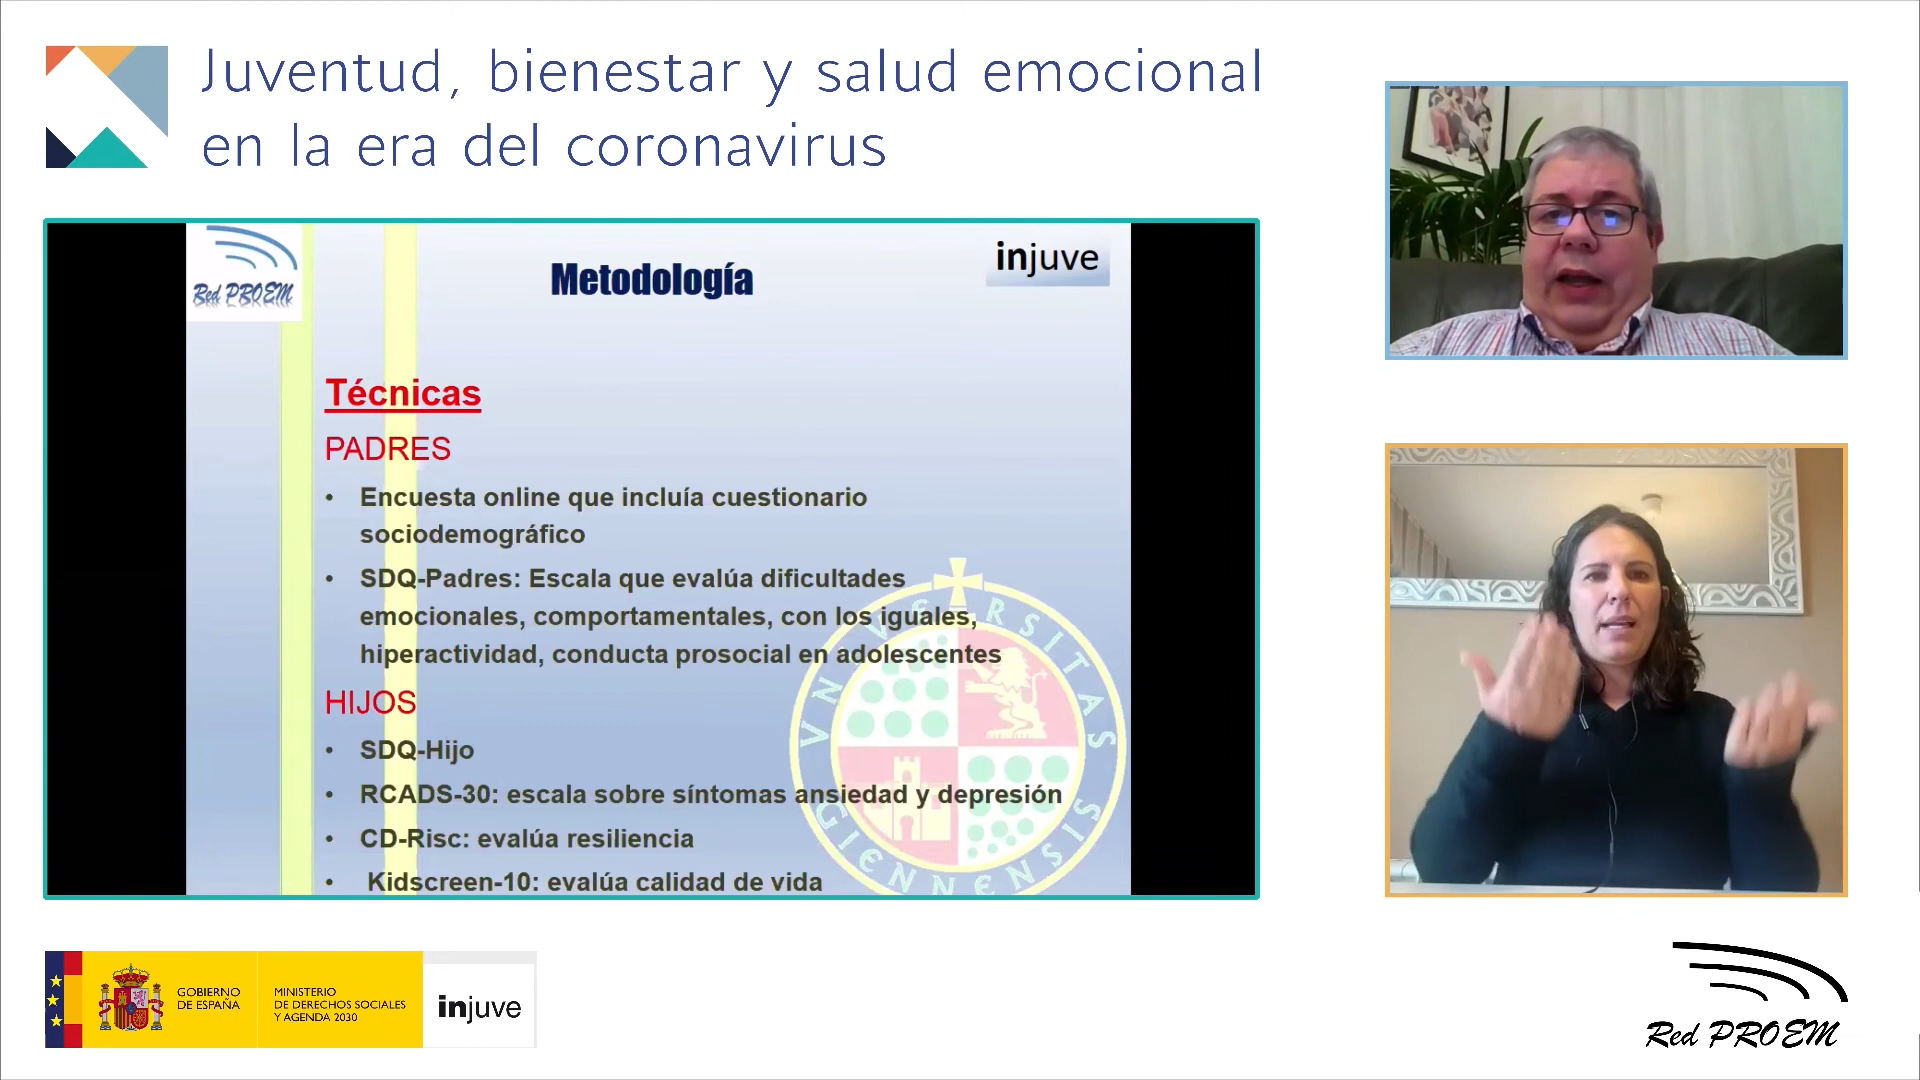 Juventud, bienestar y salud emocional
en la era del coronavirus
Red PROEM
injuve
Metodología
Técnicas
PADRES
• Encuesta online que incluía cuestionario
sociodemográfico
• SDQ-Padres: Escala que evalúa dificultades
emocionales, comportamentales, con los iguales,
hiperactividad, conducta prosocial en adolescentes
HIJOS
• SDQ-Hijo
• RCADS-30: escala sobre síntomas ansiedad y depresión
• CD-Risc: evalúa resiliencia
• Kidscreen-10: evalúa calidad de vida
VNIVERSITAS
GIENNENSIS
GOBIERNO
DE ESPAÑA
MINISTERIO
DE DERECHOS SOCIALES
Y AGENDA 2030
injuve
Red PROEM